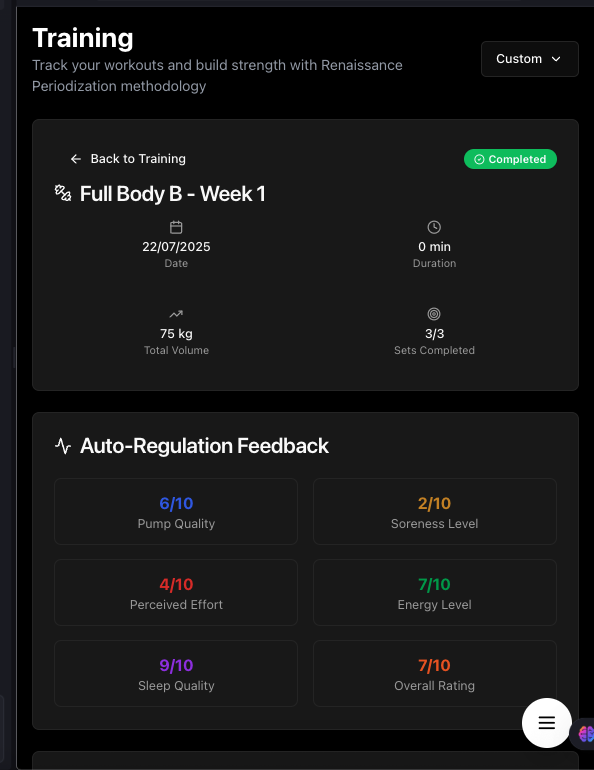 Training
Track your workouts and build strength with Renaissance
Periodization methodology
Custom
Back to Training
Completed
Full Body B - Week 1
22/07/2025
Date
0 min
Duration
75 kg
Total Volume
3/3
Sets Completed
Auto-Regulation Feedback
6/10
Pump Quality
2/10
Soreness Level
4/10
Perceived Effort
7/10
Energy Level
9/10
Sleep Quality
7/10
Overall Rating